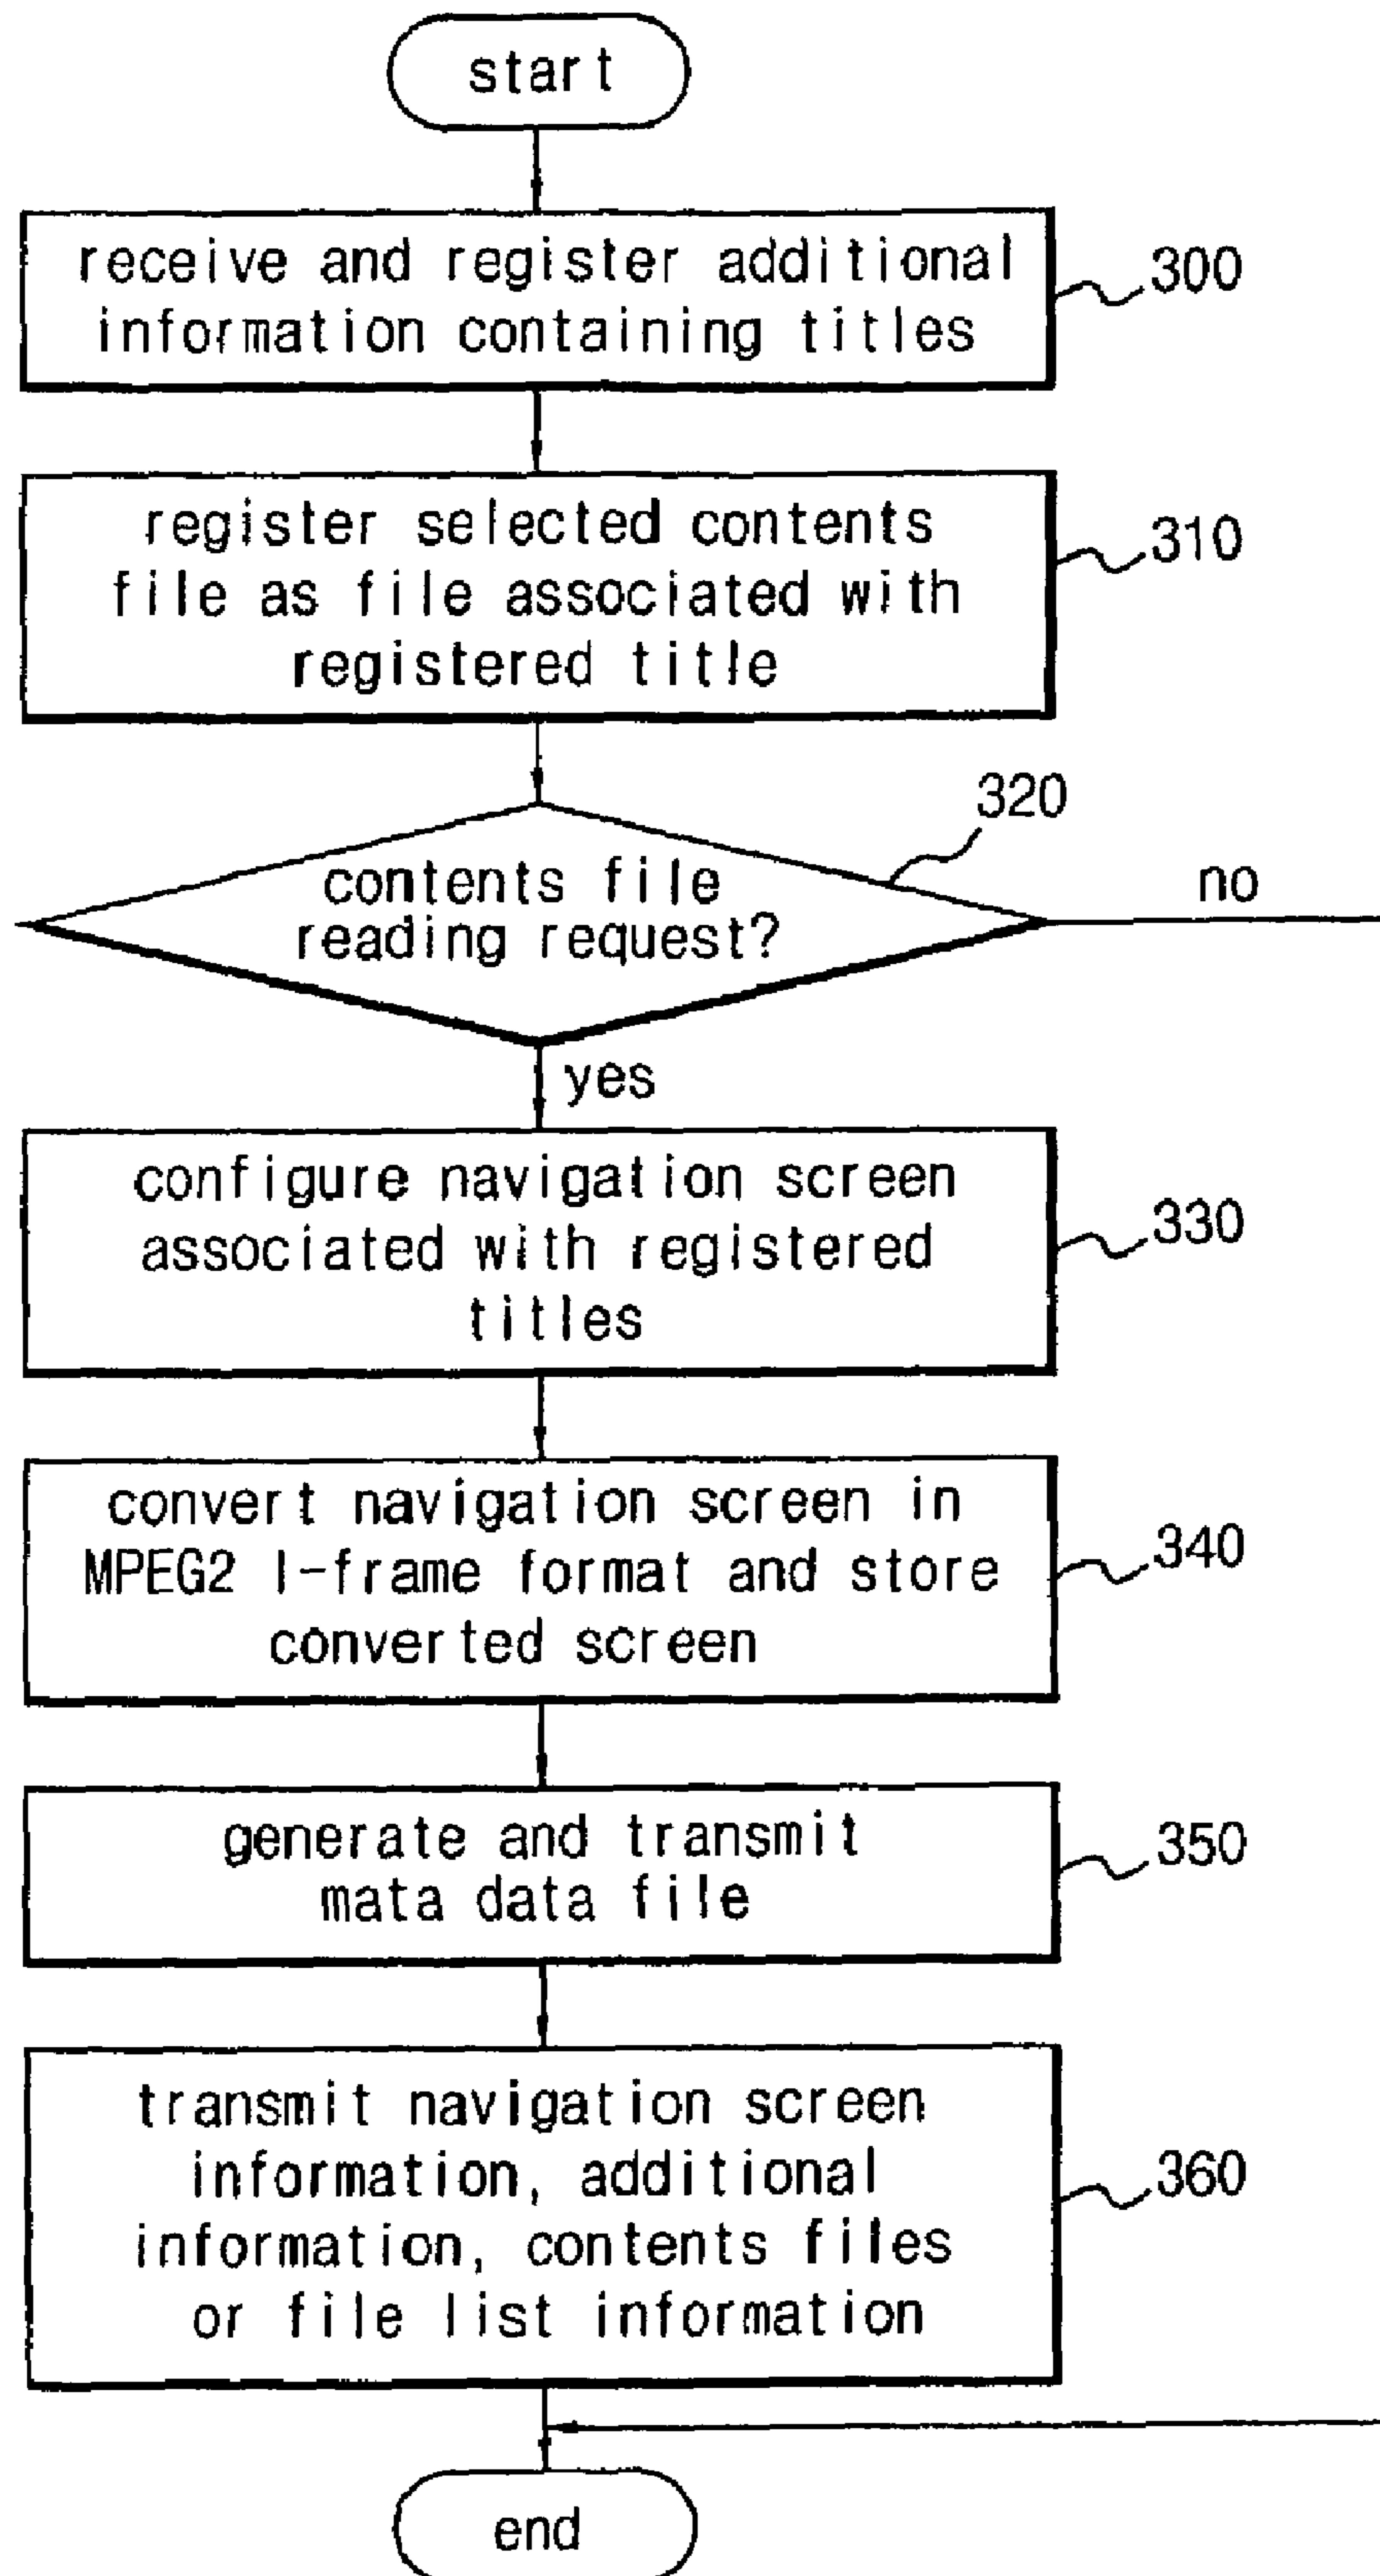 start
receive and register additional
information containing titles
300
register selected contents
file as file associated with
registered title
310
320
contents file
reading request?
no
yes
configure navigation screen
associated with registered
titles
330
convert navigation screen in
MPEG2 I-frame format and store
converted screen
340
generate and transmit
mata data file
350
transmit navigation screen
information, additional
information, contents files
or file list information
360
end